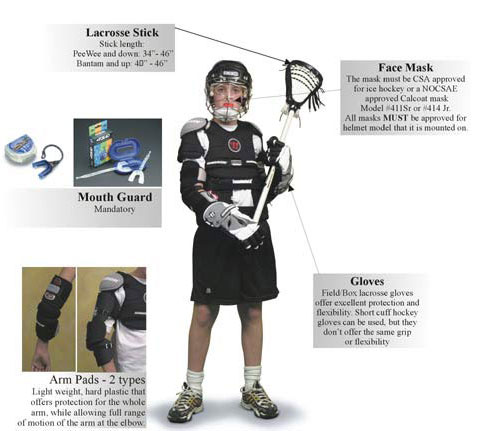 Lacrosse Stick
Stick length:
PeeWee and down: 34”- 46”
Bantam and up: 40” - 46”
Face Mask
The mask must be CSA approved
for ice hockey or a NOCSAE
approved Calcoat mask
Model #411Sr or #414 Jr.
All masks MUST be approved for
helmet model that it is mounted on.
Mouth Guard
Mandatory
Gloves
Field/Box lacrosse gloves
offer excellent protection and
flexibility. Short cuff hockey
gloves can be used, but they
don’t offer the same grip
or flexibility
Arm Pads - 2 types
Light weight, hard plastic that
offers protection for the whole
arm, while allowing full range
of motion of the arm at the elbow.